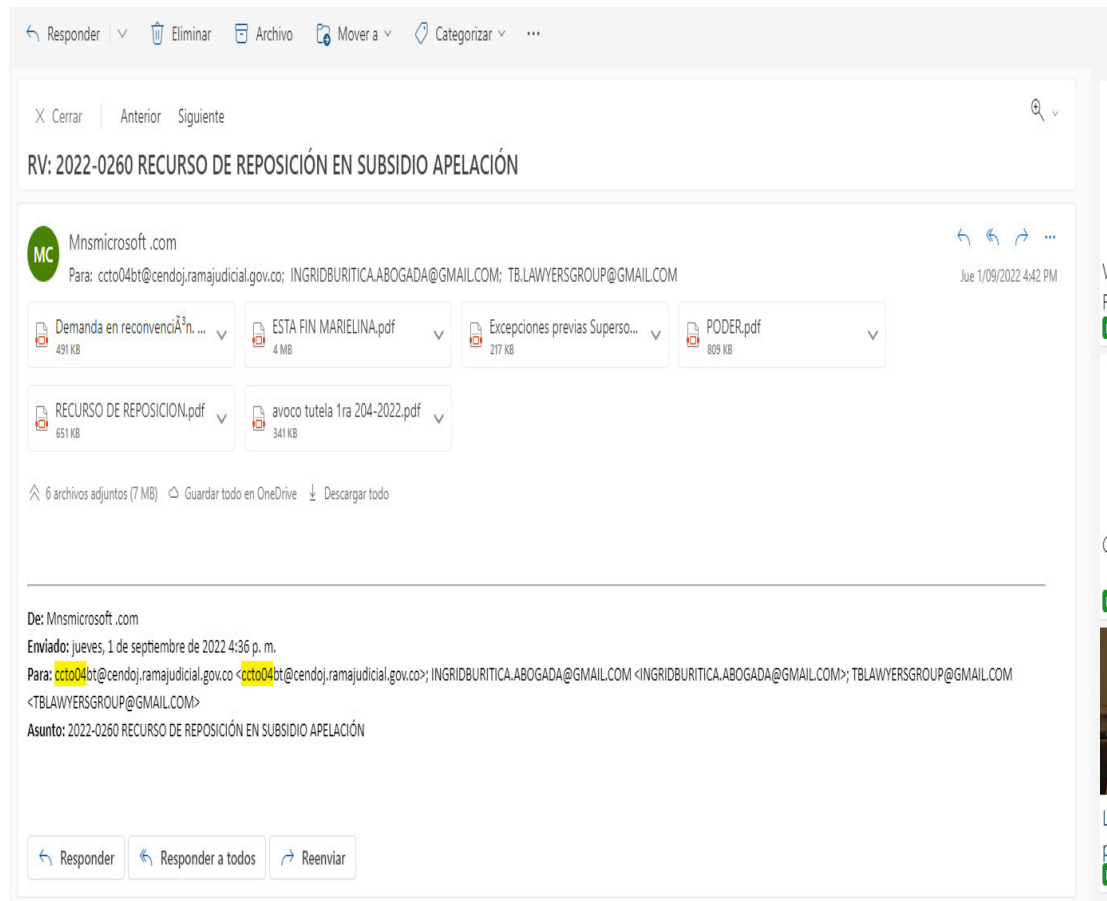 Responder Eliminar Archivo Mover a Categorizar ...
X Cerrar Anterior Siguiente
RV: 2022-0260 RECURSO DE REPOSICIÓN EN SUBSIDIO APELACIÓN
MC Mnsmicrosoft .com
Para: ccto04bt@cendoj.ramajudicial.gov.co; INGRIDBURITICA.ABOGADA@GMAIL.COM; TB.LAWYERSGROUP@GMAIL.COM
Jue 1/09/2022 4:42 PM
Demanda en reconvenciÃ³n. ... ESTA FIN MARIELINA.pdf Excepciones previas Superso... PODER.pdf
491 KB 4 MB 217 KB 809 KB
RECURSO DE REPOSICION.pdf avoco tutela 1ra 204-2022.pdf
651 KB 341 KB
6 archivos adjuntos (7 MB) Guardar todo en OneDrive Descargar todo
De: Mnsmicrosoft .com
Enviado: jueves, 1 de septiembre de 2022 4:36 p. m.
Para: ccto04bt@cendoj.ramajudicial.gov.co <ccto04bt@cendoj.ramajudicial.gov.co>; INGRIDBURITICA.ABOGADA@GMAIL.COM <INGRIDBURITICA.ABOGADA@GMAIL.COM>; TBLAWYERSGROUP@GMAIL.COM
<TBLAWYERSGROUP@GMAIL.COM>
Asunto: 2022-0260 RECURSO DE REPOSICIÓN EN SUBSIDIO APELACIÓN
Responder Responder a todos Reenviar